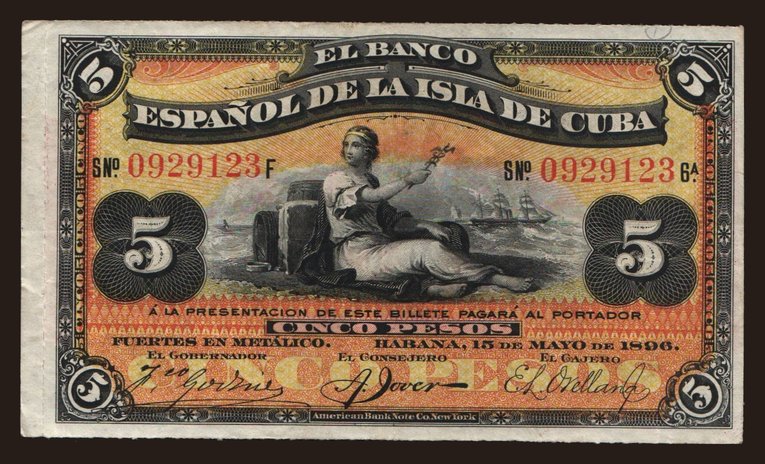 5 5
EL BANCO
ESPAÑOL DE LA ISLA DE CUBA
SNº 0929123 F SNº 0929123 6ª
5 5
Á LA PRESENTACION DE ESTE BILLETE PAGARÁ AL PORTADOR
CINCO PESOS
FUERTES EN METÁLICO. HABANA, 15 DE MAYO DE 1896.
EL GOBERNADOR EL CONSEJERO EL CAJERO
CINCO PESOS
5 5
American Bank Note Co. New York